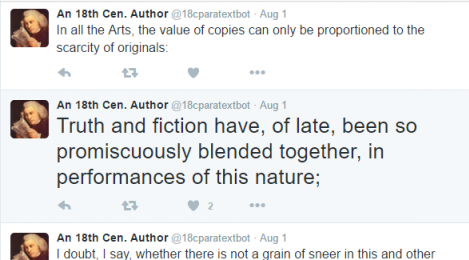 An 18th Cen. Author @18cparatextbot · Aug 1
In all the Arts, the value of copies can only be proportioned to the
scarcity of originals:
An 18th Cen. Author @18cparatextbot · Aug 1
Truth and fiction have, of late, been so
promiscuously blended together, in
performances of this nature;
2
An 18th Cen. Author @18cparatextbot · Aug 1
I doubt, I say, whether there is not a grain of sneer in this and other